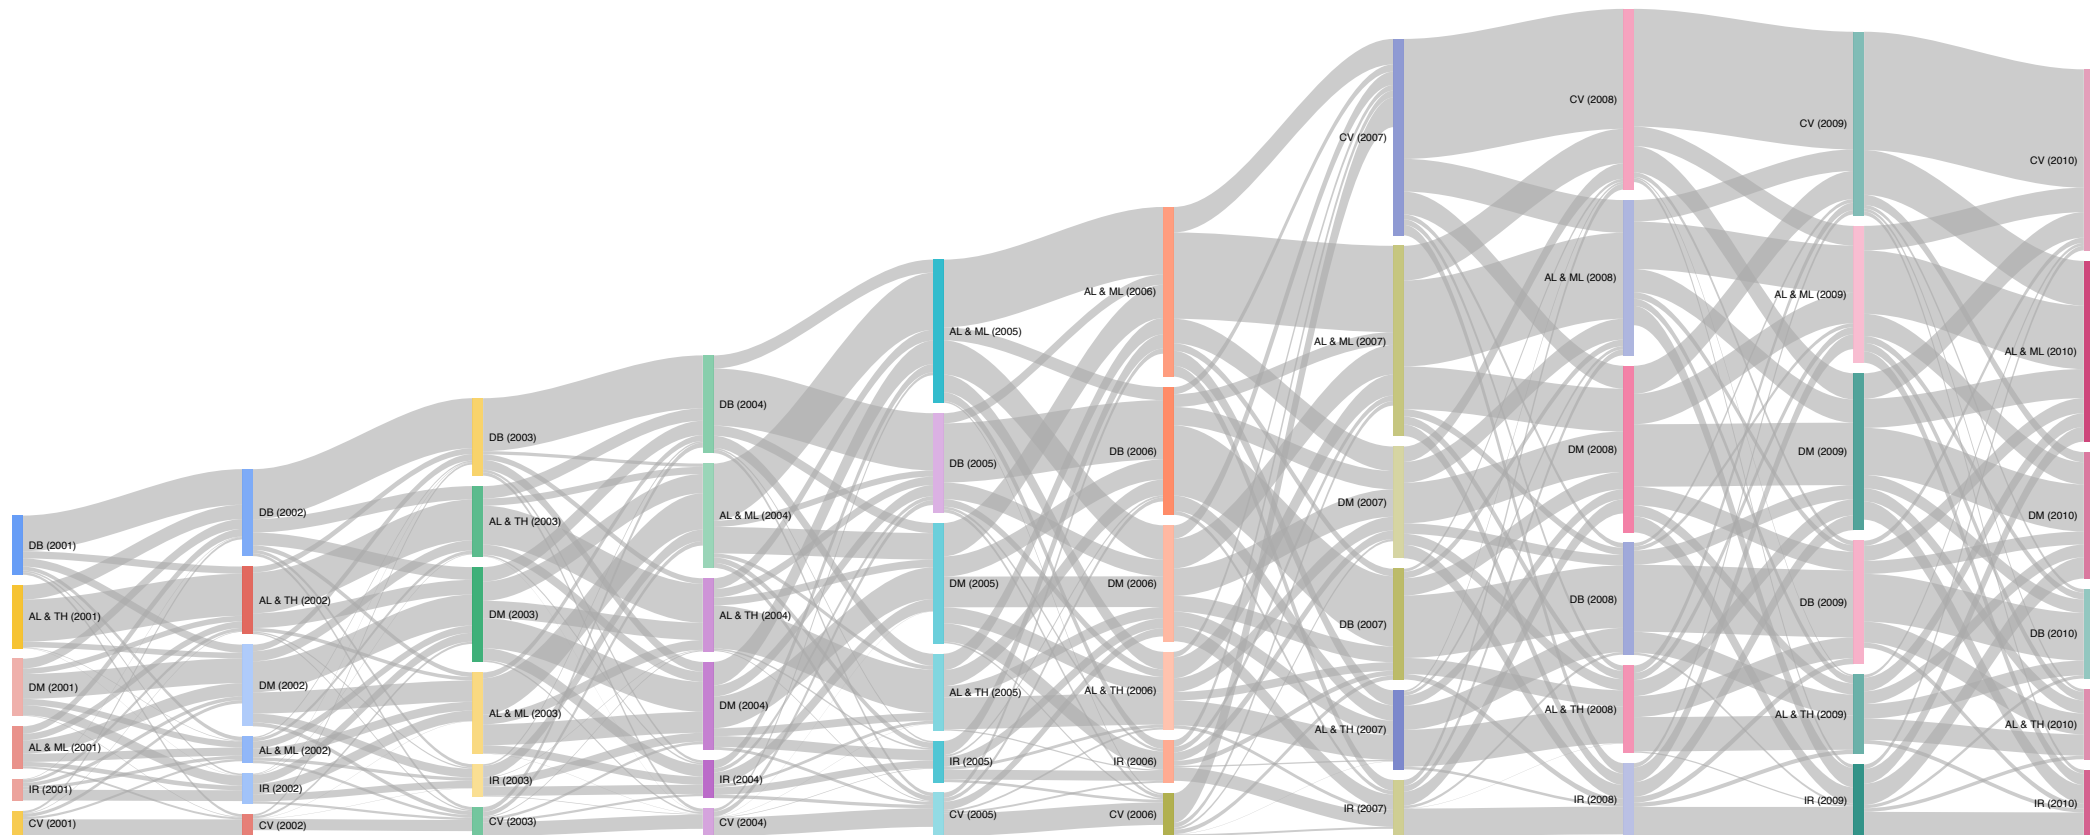 DB (2001)
AL & TH (2001)
DM (2001)
AL & ML (2001)
IR (2001)
CV (2001)
DB (2002)
AL & TH (2002)
DM (2002)
AL & ML (2002)
IR (2002)
CV (2002)
DB (2003)
AL & TH (2003)
DM (2003)
AL & ML (2003)
IR (2003)
CV (2003)
DB (2004)
AL & ML (2004)
AL & TH (2004)
DM (2004)
IR (2004)
CV (2004)
AL & ML (2005)
DB (2005)
DM (2005)
AL & TH (2005)
IR (2005)
CV (2005)
AL & ML (2006)
DB (2006)
DM (2006)
AL & TH (2006)
IR (2006)
CV (2006)
CV (2007)
AL & ML (2007)
DM (2007)
DB (2007)
AL & TH (2007)
IR (2007)
CV (2008)
AL & ML (2008)
DM (2008)
DB (2008)
AL & TH (2008)
IR (2008)
CV (2009)
AL & ML (2009)
DM (2009)
DB (2009)
AL & TH (2009)
IR (2009)
CV (2010)
AL & ML (2010)
DM (2010)
DB (2010)
AL & TH (2010)
IR (2010)